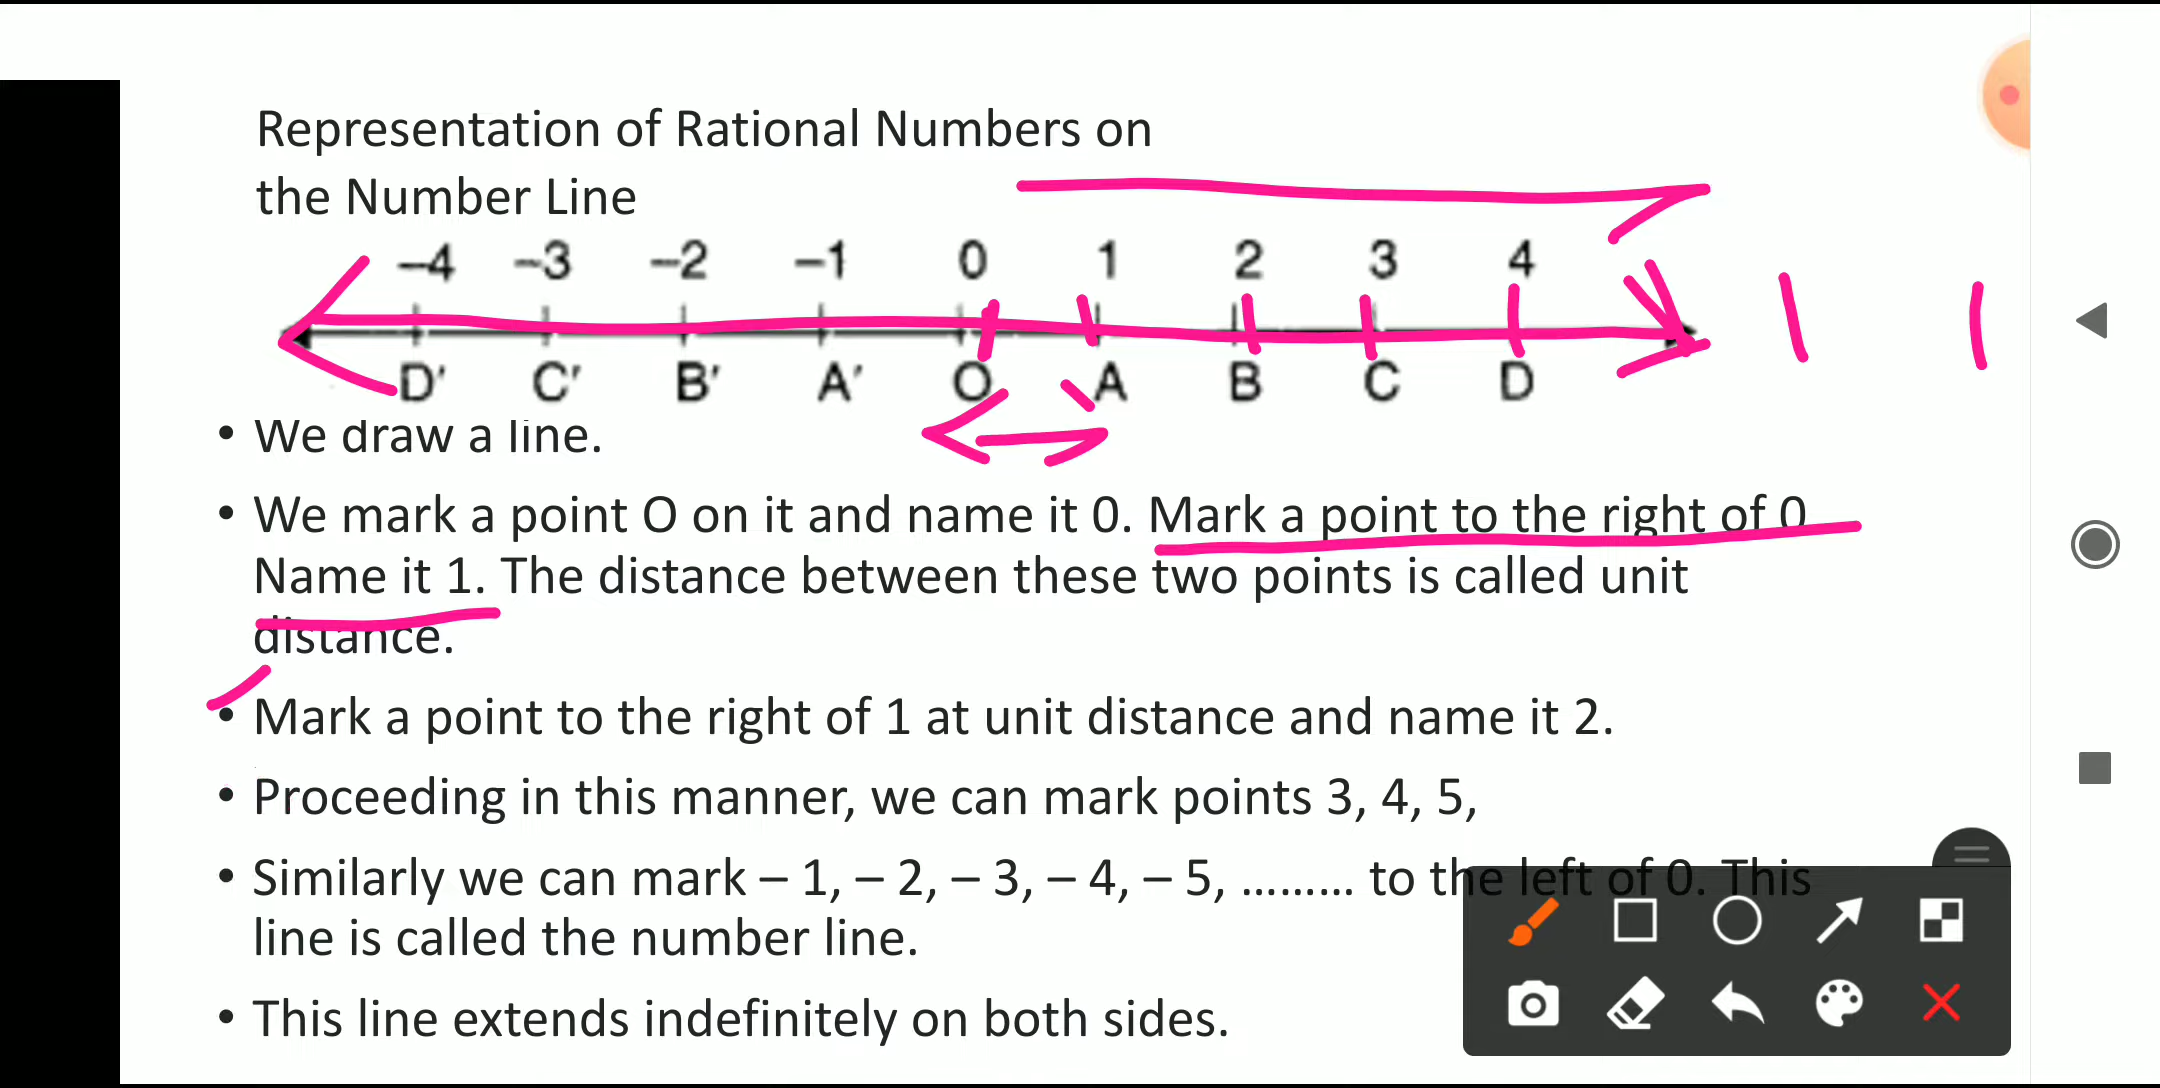 Representation of Rational Numbers on
the Number Line
–4 –3 –2 –1 0 1 2 3 4
D' C' B' A' O A B C D
• We draw a line.
• We mark a point O on it and name it 0. Mark a point to the right of 0
Name it 1. The distance between these two points is called unit
distance.
• Mark a point to the right of 1 at unit distance and name it 2.
• Proceeding in this manner, we can mark points 3, 4, 5,
• Similarly we can mark – 1, – 2, – 3, – 4, – 5, ......... to the left of 0. This
line is called the number line.
• This line extends indefinitely on both sides.